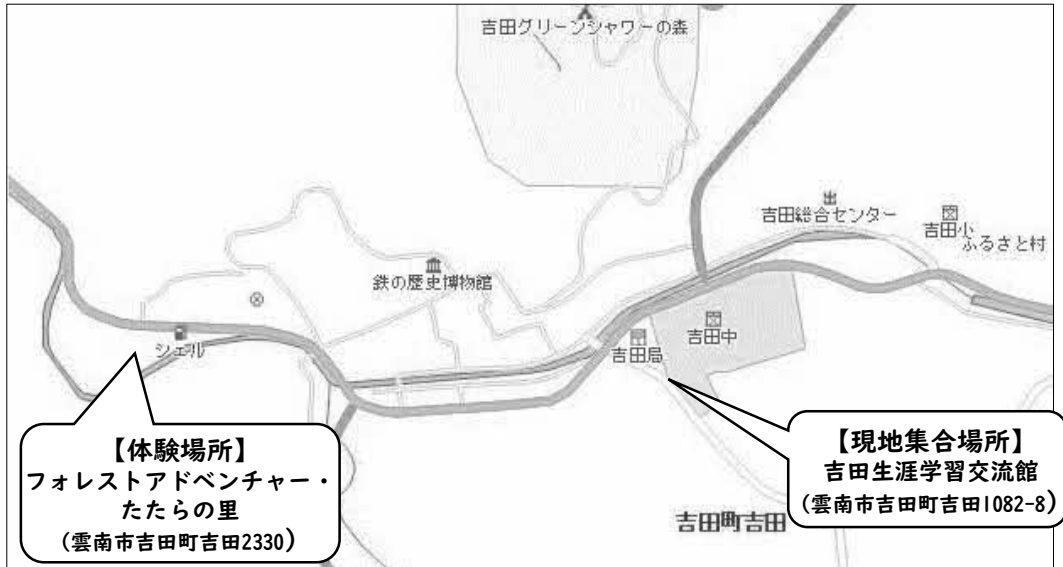 吉田グリーンシャワーの森
吉田総合センター
吉田小
ふるさと村
鉄の歴史博物館
シェル
吉田局
吉田中
【体験場所】
フォレストアドベンチャー・
たたらの里
(雲南市吉田町吉田2330)
【現地集合場所】
吉田生涯学習交流館
(雲南市吉田町吉田1082-8)
吉田町吉田